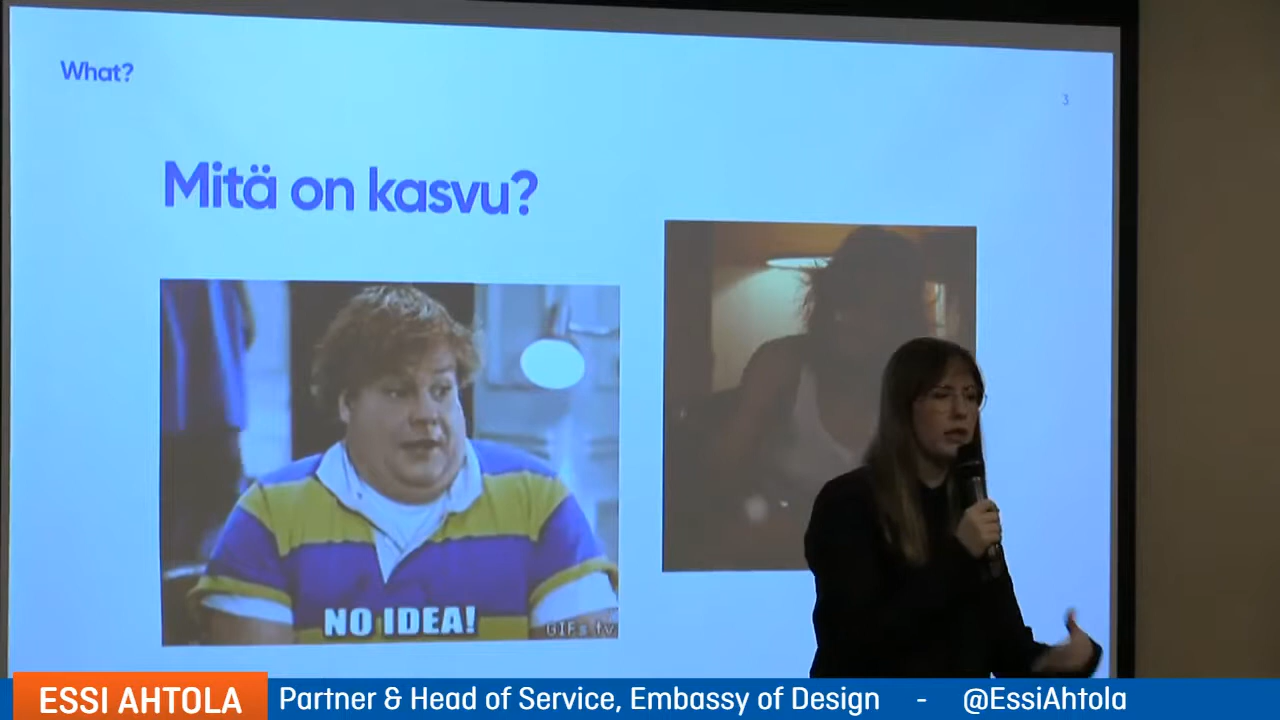 What?
3
Mitä on kasvu?
NO IDEA!
GIFs.tv
ESSI AHTOLA
Partner & Head of Service, Embassy of Design - @EssiAhtola